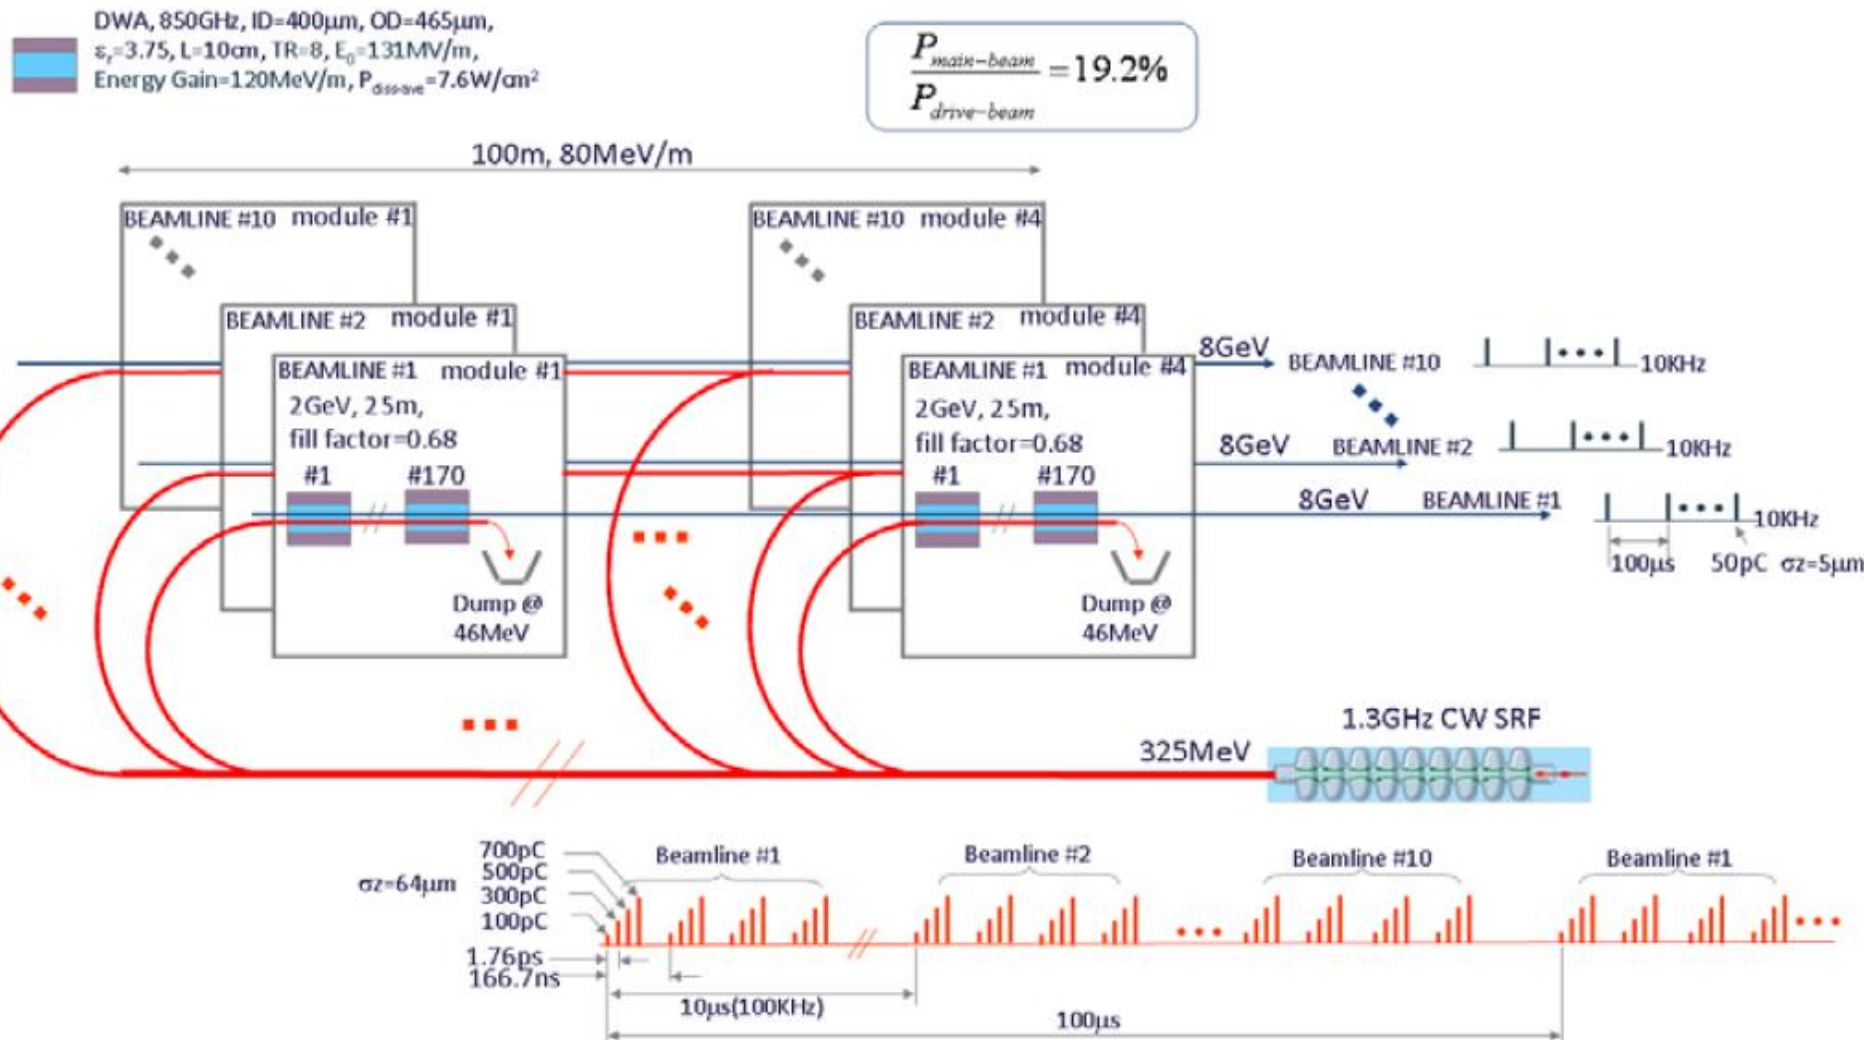 DWA, 850GHz, ID=400μm, OD=465μm,
εr=3.75, L=10cm, TR=8, E0=131MV/m,
Energy Gain=120MeV/m, Pdiss-ave=7.6W/cm²
Pmain-beam
Pdrive-beam
=19.2%
100m, 80MeV/m
BEAMLINE #10 module #1
BEAMLINE #10 module #4
BEAMLINE #2 module #1
BEAMLINE #2 module #4
BEAMLINE #1 module #1
2GeV, 25m,
fill factor=0.68
#1 #170
Dump @
46MeV
BEAMLINE #1 module #4
2GeV, 25m,
fill factor=0.68
#1 #170
Dump @
46MeV
8GeV BEAMLINE #10 10KHz
8GeV BEAMLINE #2 10KHz
8GeV BEAMLINE #1 10KHz
100μs 50pC σz=5μm
1.3GHz CW SRF
325MeV
σz=64μm
700pC
500pC
300pC
100pC
1.76ps
166.7ns
Beamline #1 Beamline #2 Beamline #10 Beamline #1
10μs(100KHz)
100μs